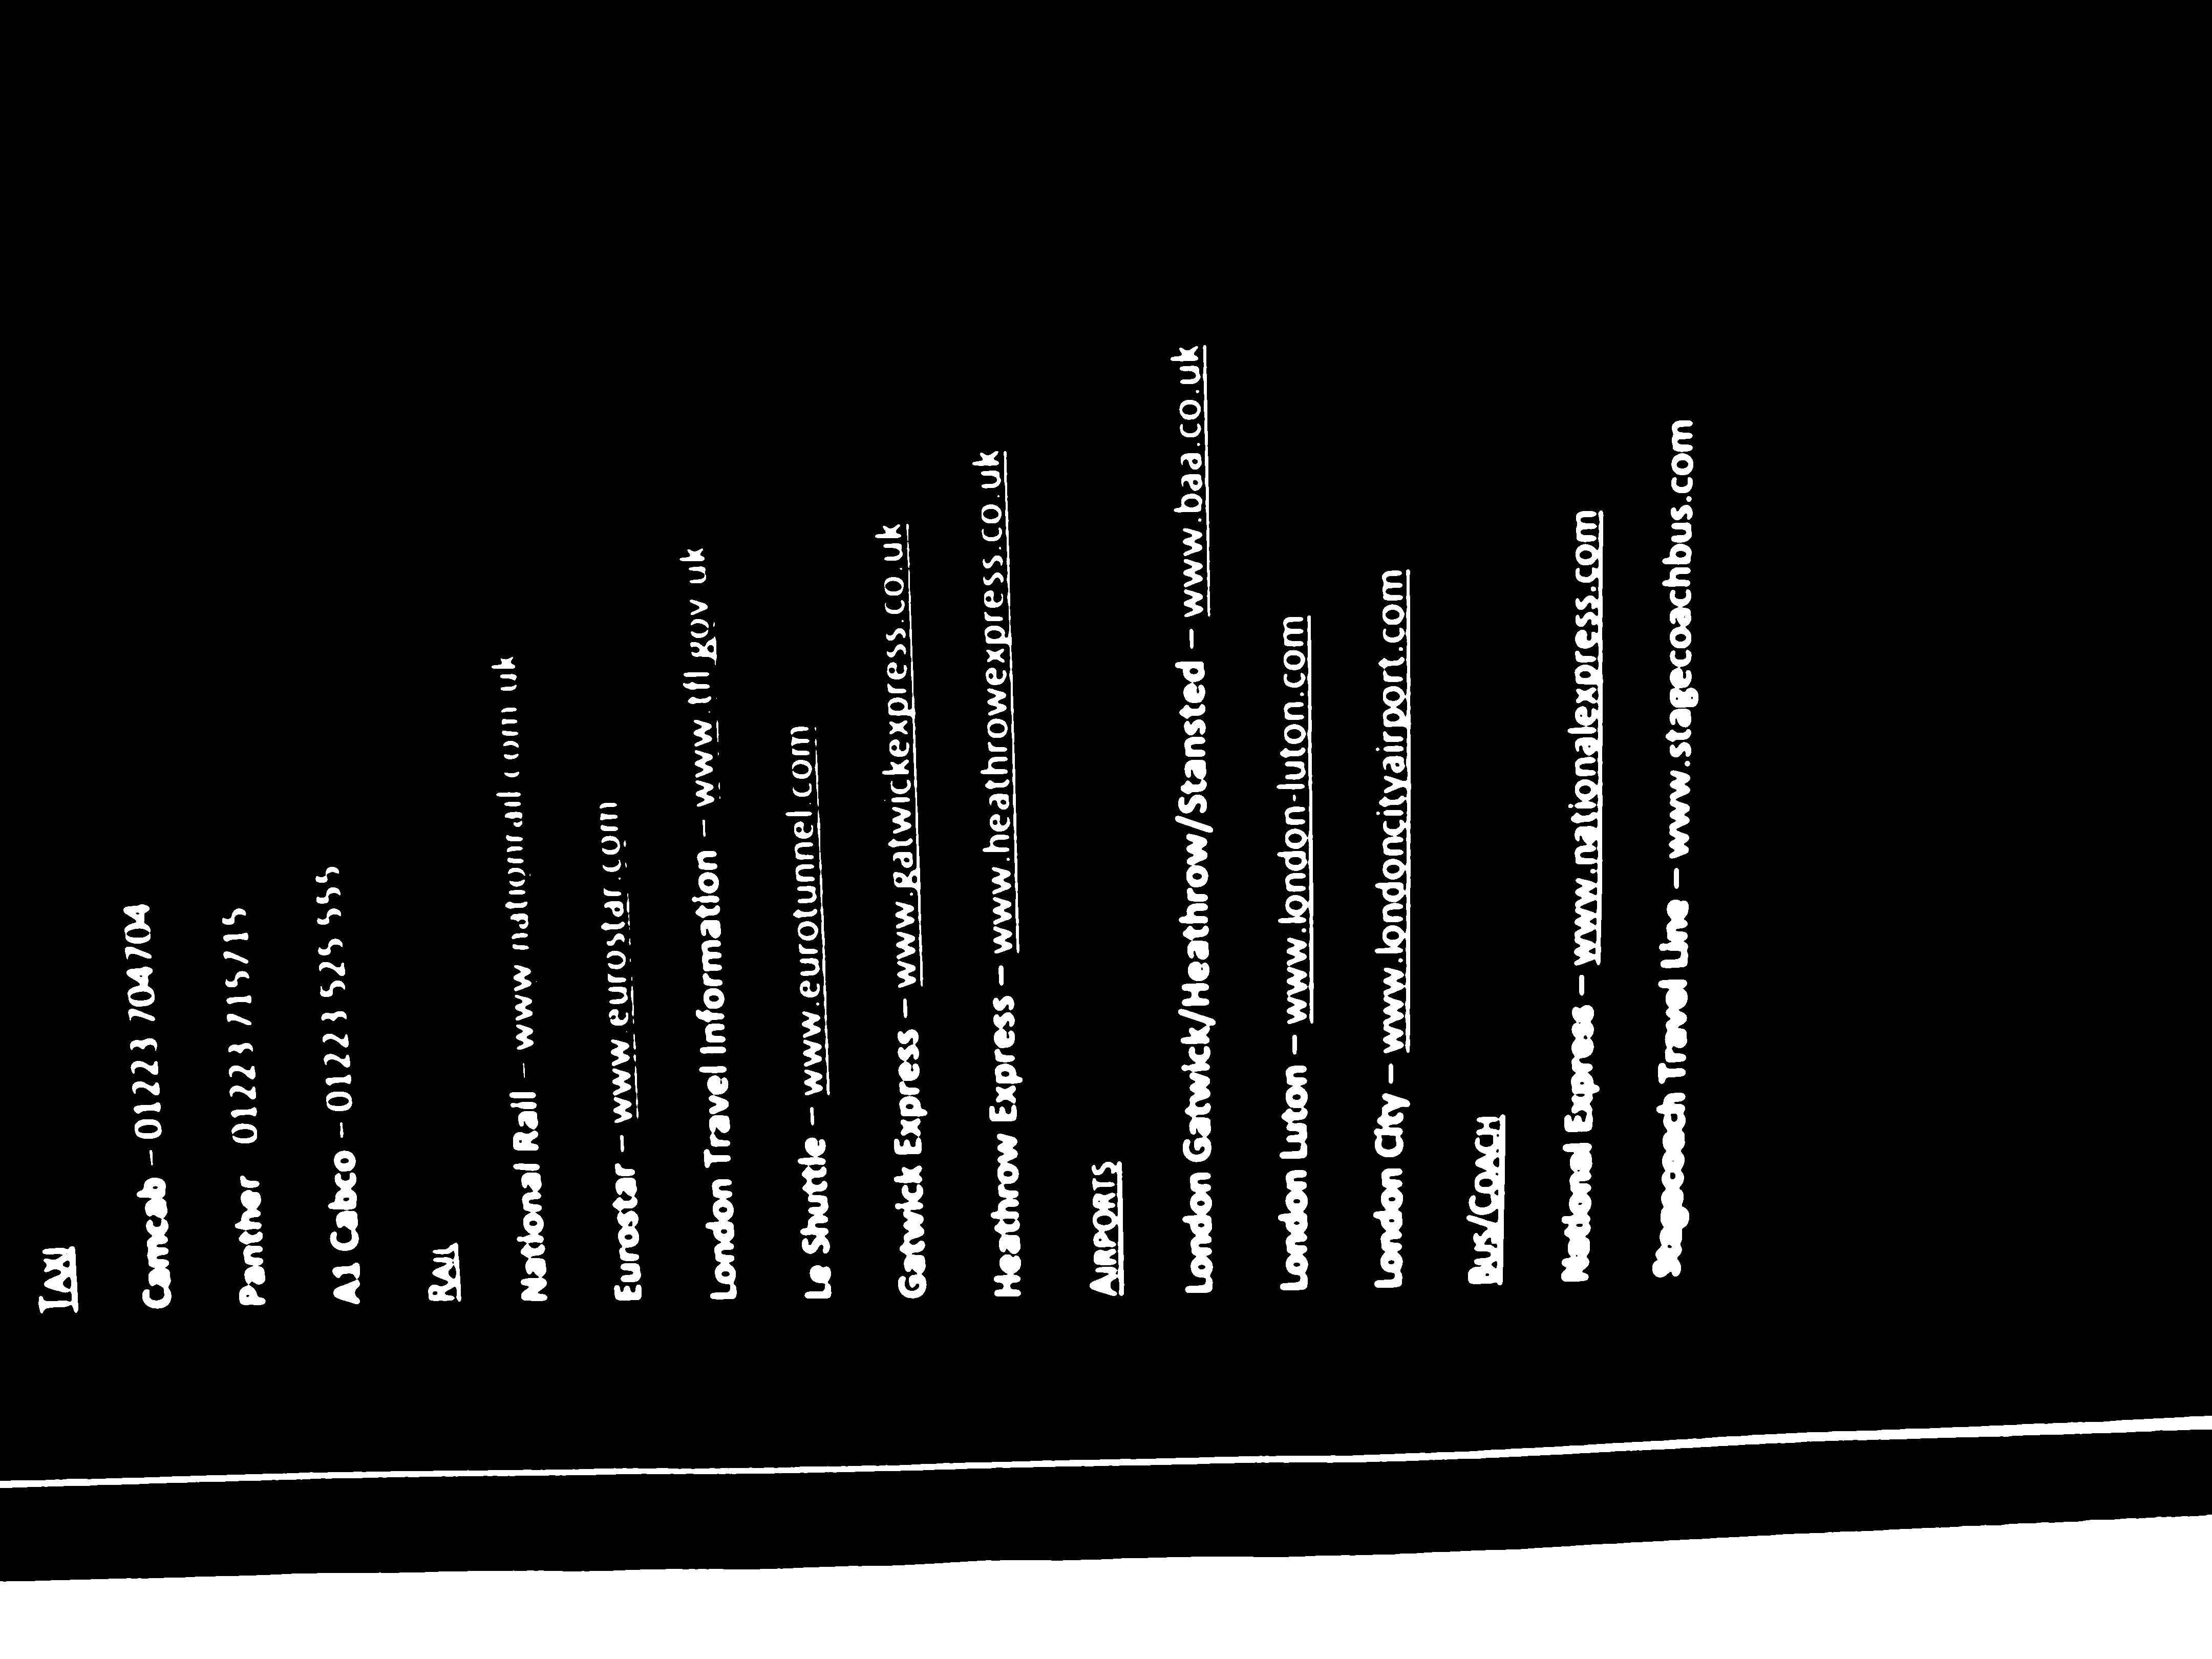 TAXI
Camcab – 01223 704704
Panther 01223 715715
A1 Cabco – 01223 525 555
RAIL
National Rail – www.nationalrail.com uk
Eurostar – www.eurostar.com
London Travel Information – www.tfl.gov uk
Le Shuttle – www.eurotunnel.com
Gatwick Express – www.gatwickexpress.co.uk
Heathrow Express – www.heathrowexpress.co.uk
AIRPORTS
London Gatwick/Heathrow/Stansted – www.baa.co.uk
London Luton – www.london-luton.com
London City – www.londoncityairport.com
BUS/COACH
National Express – www.nationalexpress.com
Stagecoach Travel Line – www.stagecoachbus.com